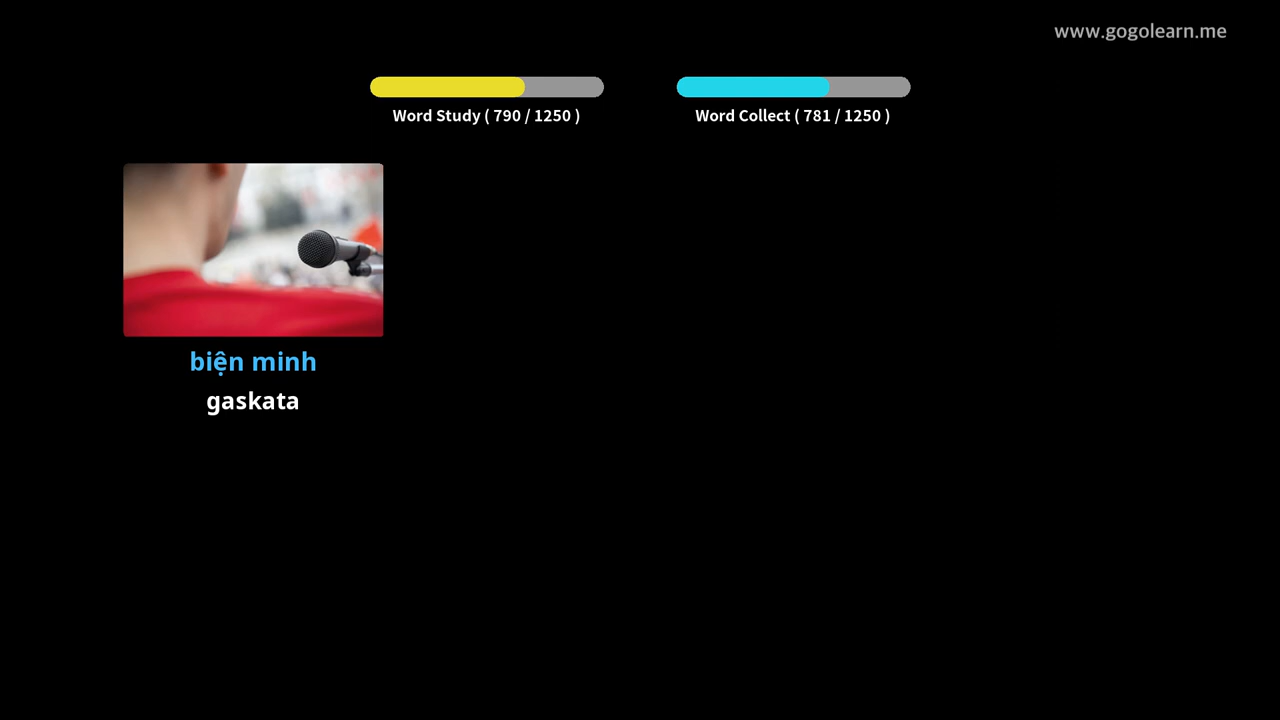 www.gogolearn.me
Word Study ( 790 / 1250 )
Word Collect ( 781 / 1250 )
biện minh
gaskata